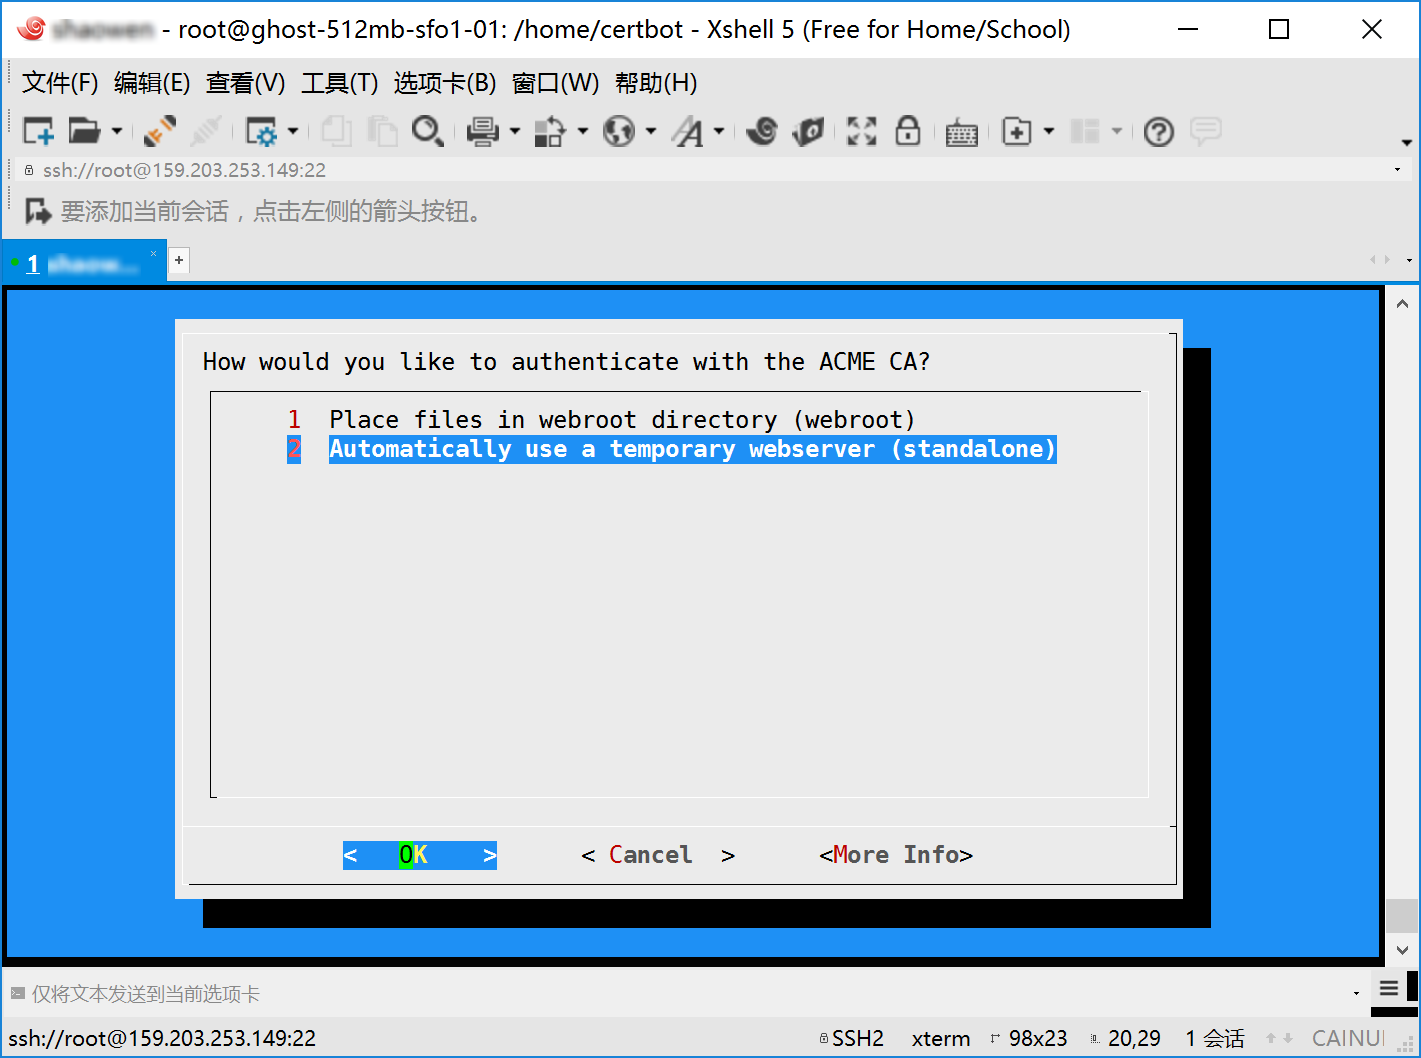 - root@ghost-512mb-sfo1-01: /home/certbot - Xshell 5 (Free for Home/School)
文件(F) 编辑(E) 查看(V) 工具(T) 选项卡(B) 窗口(W) 帮助(H)
ssh://root@159.203.253.149:22
要添加当前会话，点击左侧的箭头按钮。
1
+
How would you like to authenticate with the ACME CA?
1 Place files in webroot directory (webroot)
2 Automatically use a temporary webserver (standalone)
< OK > < Cancel > <More Info>
仅将文本发送到当前选项卡
ssh://root@159.203.253.149:22 SSH2 xterm 98x23 20,29 1 会话